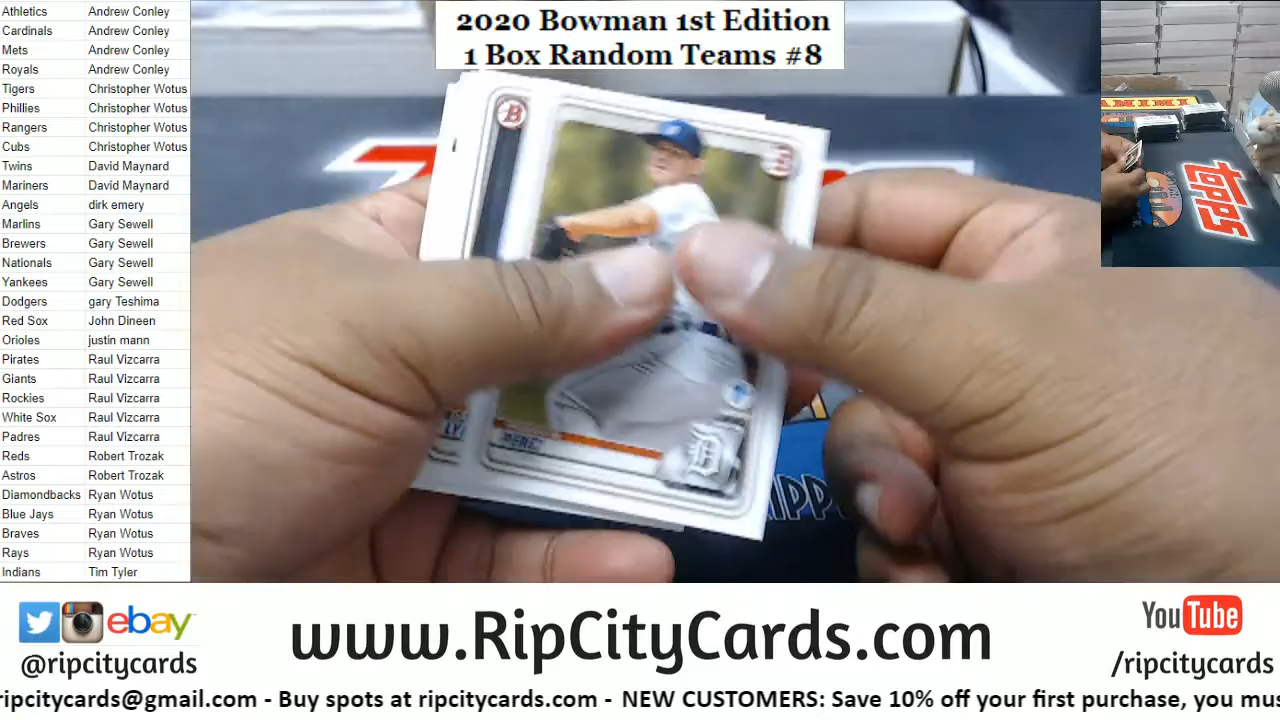 2020 Bowman 1st Edition
1 Box Random Teams #8
Athletics Andrew Conley
Cardinals Andrew Conley
Mets Andrew Conley
Royals Andrew Conley
Tigers Christopher Wotus
Phillies Christopher Wotus
Rangers Christopher Wotus
Cubs Christopher Wotus
Twins David Maynard
Mariners David Maynard
Angels dirk emery
Marlins Gary Sewell
Brewers Gary Sewell
Nationals Gary Sewell
Yankees Gary Sewell
Dodgers gary Teshima
Red Sox John Dineen
Orioles justin mann
Pirates Raul Vizcarra
Giants Raul Vizcarra
Rockies Raul Vizcarra
White Sox Raul Vizcarra
Padres Raul Vizcarra
Reds Robert Trozak
Astros Robert Trozak
Diamondbacks Ryan Wotus
Blue Jays Ryan Wotus
Braves Ryan Wotus
Rays Ryan Wotus
Indians Tim Tyler
B
D
PANINI
topps
ebay
@ripcitycards
www.RipCityCards.com
YouTube
/ripcitycards
ripcitycards@gmail.com - Buy spots at ripcitycards.com - NEW CUSTOMERS: Save 10% off your first purchase, you mus